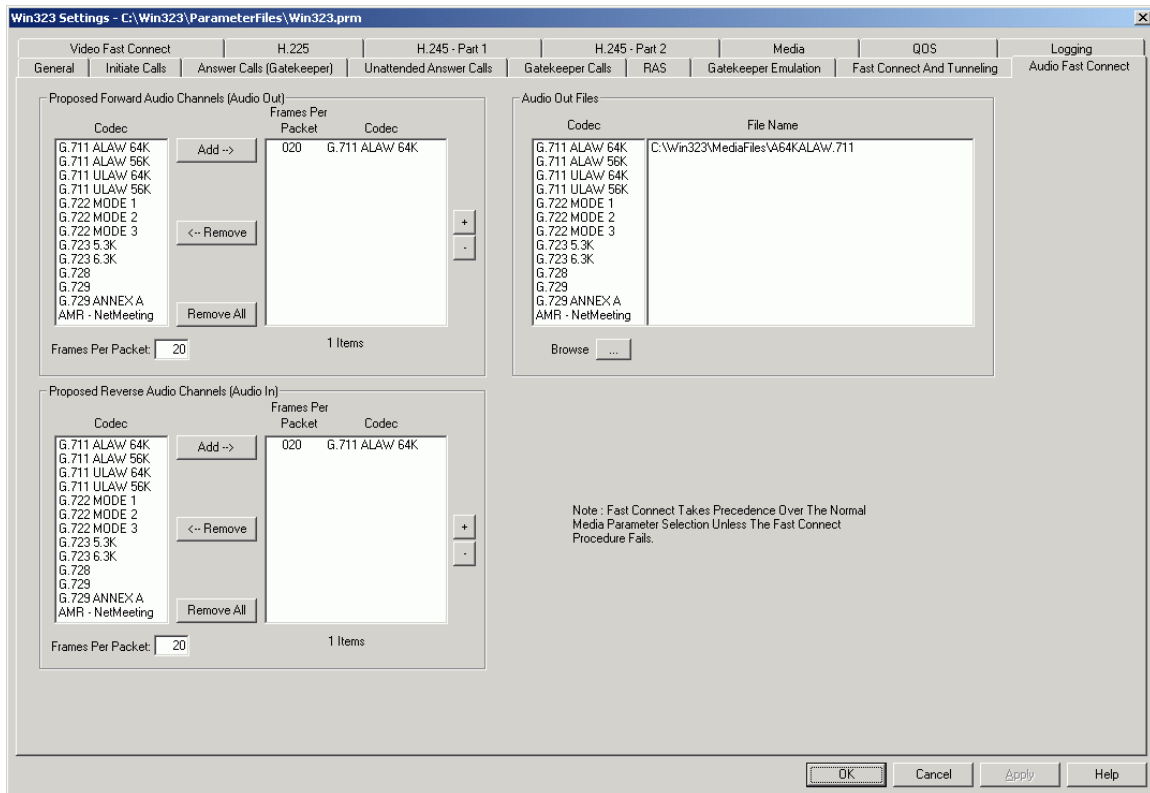 Win323 Settings - C:\Win323\ParameterFiles\Win323.prm
Video Fast Connect H.225 H.245 - Part 1 H.245 - Part 2 Media QOS Logging
General Initiate Calls Answer Calls (Gatekeeper) Unattended Answer Calls Gatekeeper Calls RAS Gatekeeper Emulation Fast Connect And Tunneling Audio Fast Connect
Proposed Forward Audio Channels (Audio Out)
Frames Per
Codec Packet Codec
G.711 ALAW 64K
G.711 ALAW 56K
G.711 ULAW 64K
G.711 ULAW 56K
G.722 MODE 1
G.722 MODE 2
G.722 MODE 3
G.723 5.3K
G.723 6.3K
G.728
G.729
G.729 ANNEX A
AMR - NetMeeting
Add -->
<-- Remove
Remove All
020 G.711 ALAW 64K
+
-
Frames Per Packet: 20
1 Items
Audio Out Files
Codec File Name
G.711 ALAW 64K
G.711 ALAW 56K
G.711 ULAW 64K
G.711 ULAW 56K
G.722 MODE 1
G.722 MODE 2
G.722 MODE 3
G.723 5.3K
G.723 6.3K
G.728
G.729
G.729 ANNEX A
AMR - NetMeeting
C:\Win323\MediaFiles\A64KALAW.711
Browse ...
Proposed Reverse Audio Channels (Audio In)
Frames Per
Codec Packet Codec
G.711 ALAW 64K
G.711 ALAW 56K
G.711 ULAW 64K
G.711 ULAW 56K
G.722 MODE 1
G.722 MODE 2
G.722 MODE 3
G.723 5.3K
G.723 6.3K
G.728
G.729
G.729 ANNEX A
AMR - NetMeeting
Add -->
<-- Remove
Remove All
020 G.711 ALAW 64K
+
-
Frames Per Packet: 20
1 Items
Note : Fast Connect Takes Precedence Over The Normal
Media Parameter Selection Unless The Fast Connect
Procedure Fails.
OK Cancel Apply Help